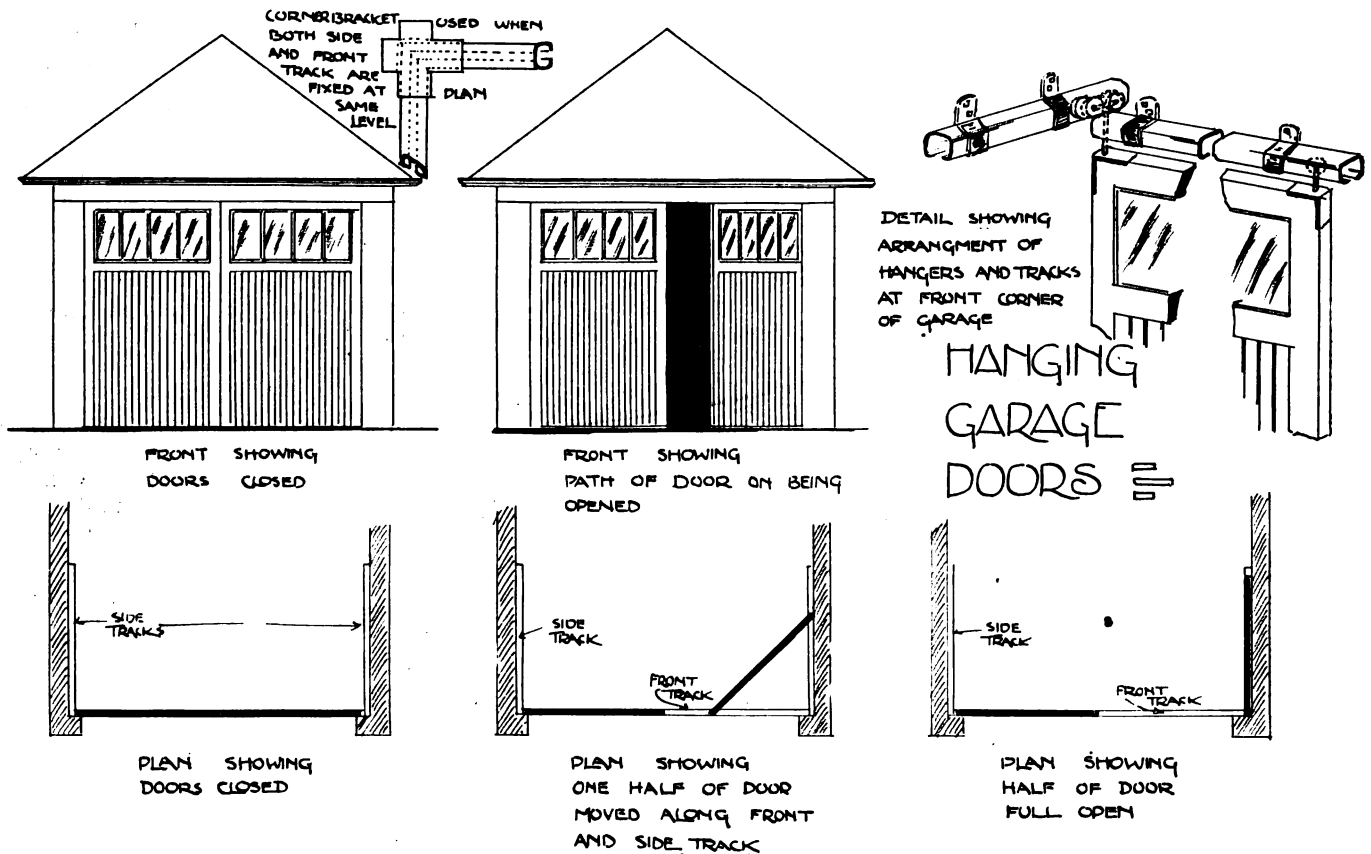 CORNER BRACKET USED WHEN
BOTH SIDE
AND FRONT
TRACK ARE
FIXED AT
SAME
LEVEL
PLAN
DETAIL SHOWING
ARRANGMENT OF
HANGERS AND TRACKS
AT FRONT CORNER
OF GARAGE
HANGING
GARAGE
DOORS
FRONT SHOWING
DOORS CLOSED
FRONT SHOWING
PATH OF DOOR ON BEING
OPENED
SIDE
TRACKS
SIDE
TRACK
FRONT
TRACK
SIDE
TRACK
FRONT
TRACK
PLAN SHOWING
DOORS CLOSED
PLAN SHOWING
ONE HALF OF DOOR
MOVED ALONG FRONT
AND SIDE TRACK
PLAN SHOWING
HALF OF DOOR
FULL OPEN